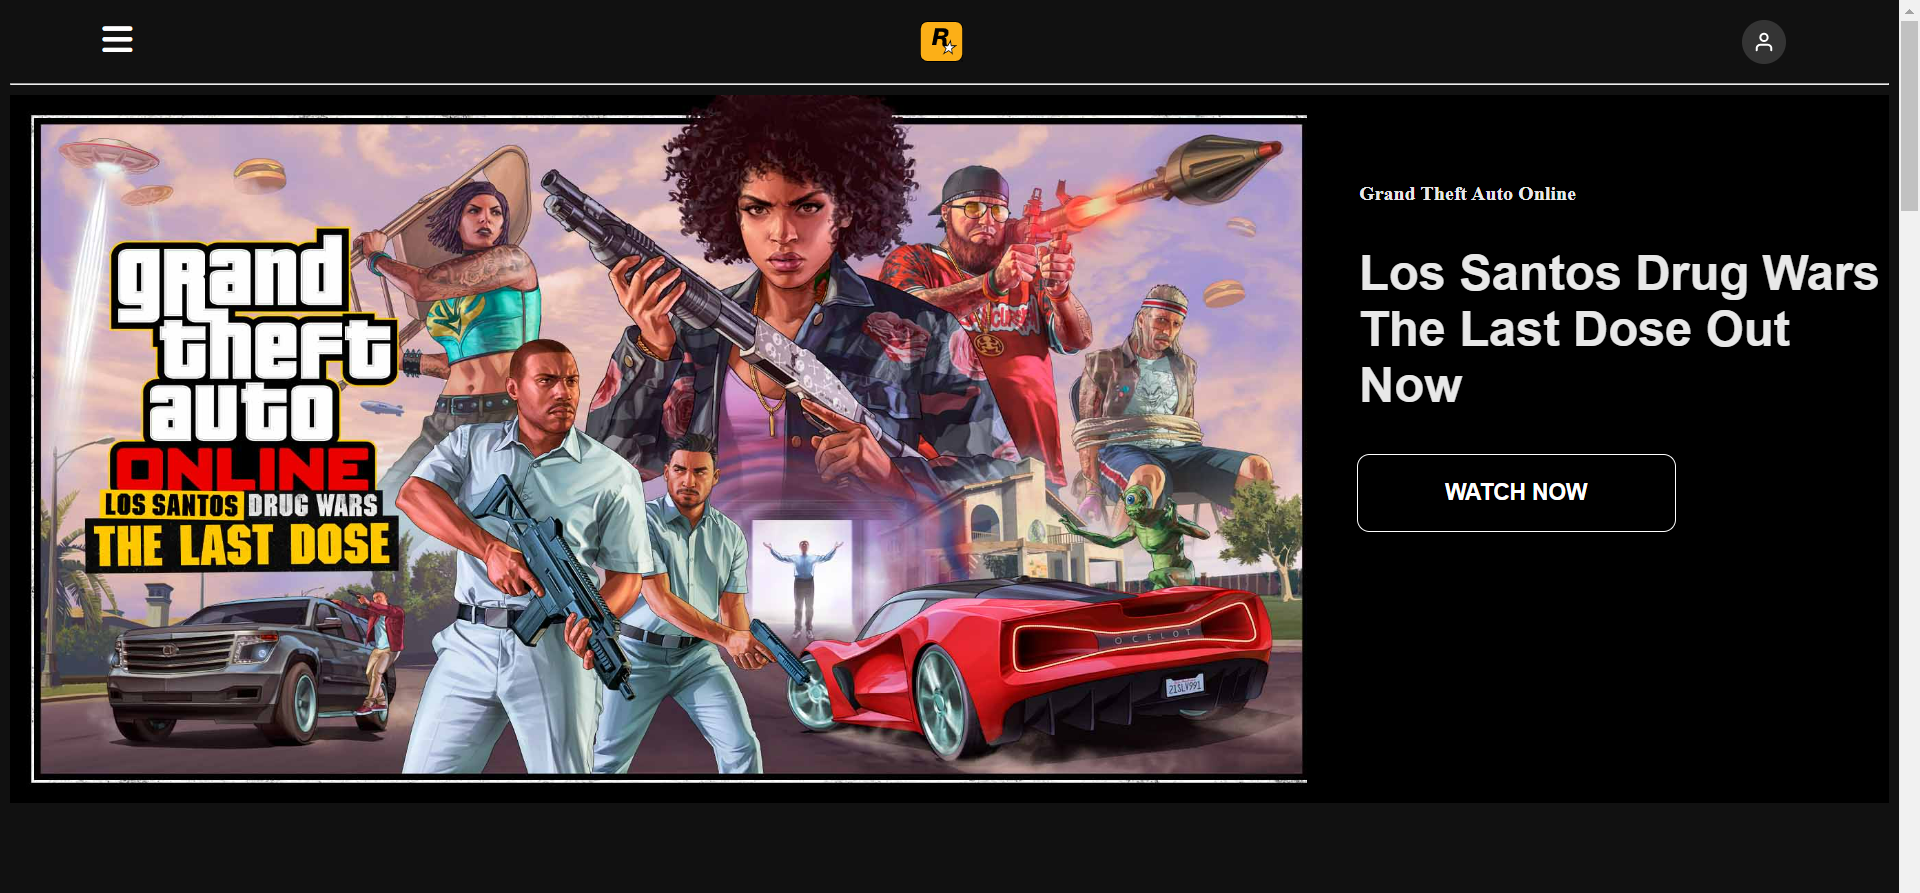 R
Grand Theft Auto Online
Los Santos Drug Wars
The Last Dose Out
Now
WATCH NOW
grand
theft
auto
ONLINE
LOS SANTOS DRUG WARS
THE LAST DOSE
OCELOT
21SLV991